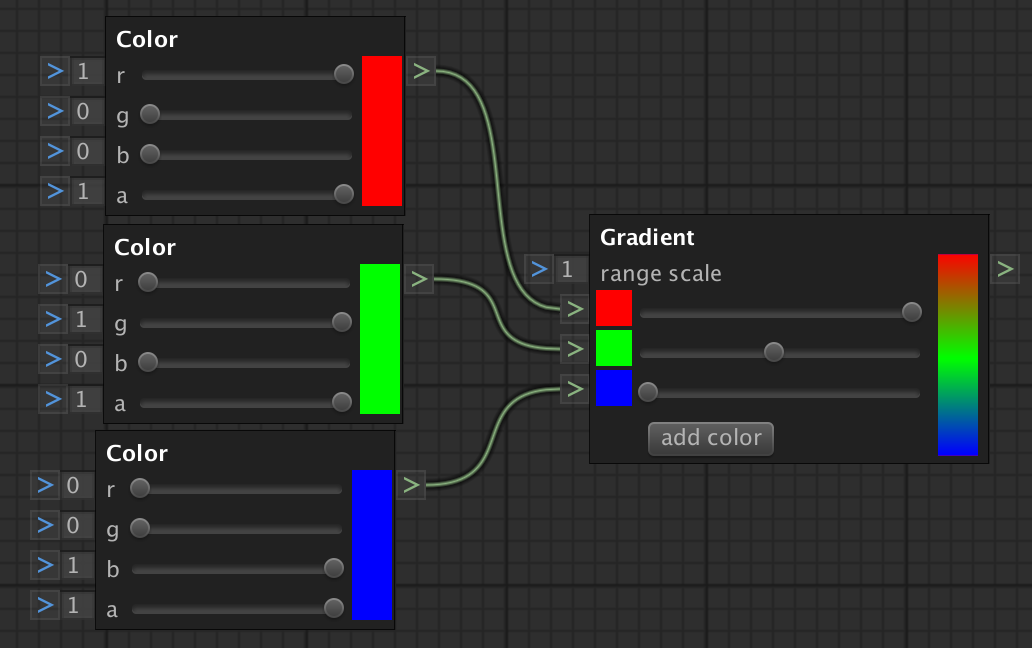 Color
> 1 r >
> 0 g
> 0 b
> 1 a
Color
> 0 r >
> 1 g
> 0 b
> 1 a
Color
> 0 r >
> 0 g
> 1 b
> 1 a
Gradient
> 1 range scale >
>
>
>
add color